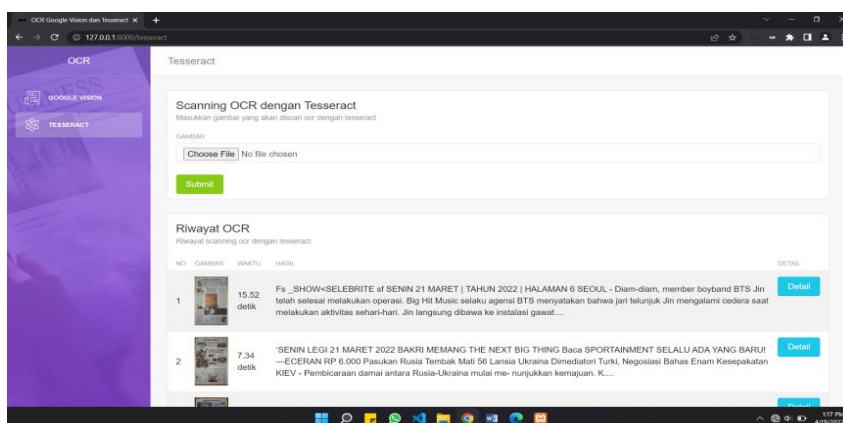 OCR Google Vision dan Tesseract
127.0.0.1:8000/tesseract
OCR
Tesseract
GOOGLE VISION
TESSERACT
Scanning OCR dengan Tesseract
Masukkan gambar yang akan discan ocr dengan tesseract
GAMBAR
Choose File No file chosen
Submit
Riwayat OCR
Riwayat scanning ocr dengan tesseract
NO GAMBAR WAKTU HASIL DETAIL
1 15.52 detik
Fs _SHOW<SELEBRITE sf SENIN 21 MARET | TAHUN 2022 | HALAMAN 6 SEOUL - Diam-diam, member boyband BTS Jin
telah selesai melakukan operasi. Big Hit Music selaku agensi BTS menyatakan bahwa jari telunjuk Jin mengalami cedera saat
melakukan aktivitas sehari-hari. Jin langsung dibawa ke instalasi gawat....
Detail
2 7.34 detik
'SENIN LEGI 21 MARET 2022 BAKRI MEMANG THE NEXT BIG THING Baca SPORTAINMENT SELALU ADA YANG BARU!
—ECERAN RP 6.000 Pasukan Rusia Tembak Mati 56 Lansia Ukraina Dimediatori Turki, Negosiasi Bahas Enam Kesepakatan
KIEV - Pembicaraan damai antara Rusia-Ukraina mulai me- nunjukkan kemajuan. K....
Detail
1:17 PM